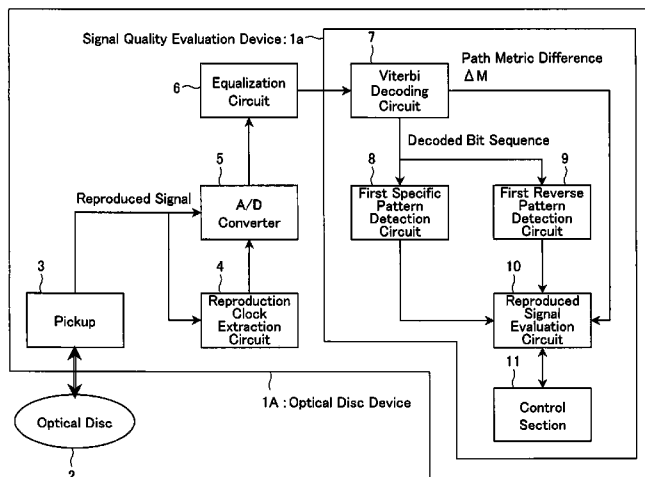 Signal Quality Evaluation Device: 1a
7
Path Metric Difference
ΔM
6
Equalization
Circuit
Viterbi
Decoding
Circuit
Decoded Bit Sequence
5
8
9
Reproduced Signal
A/D
Converter
First Specific
Pattern
Detection
Circuit
First Reverse
Pattern
Detection
Circuit
3
4
10
Pickup
Reproduction
Clock
Extraction
Circuit
Reproduced
Signal
Evaluation
Circuit
11
1A : Optical Disc Device
Control
Section
Optical Disc
2